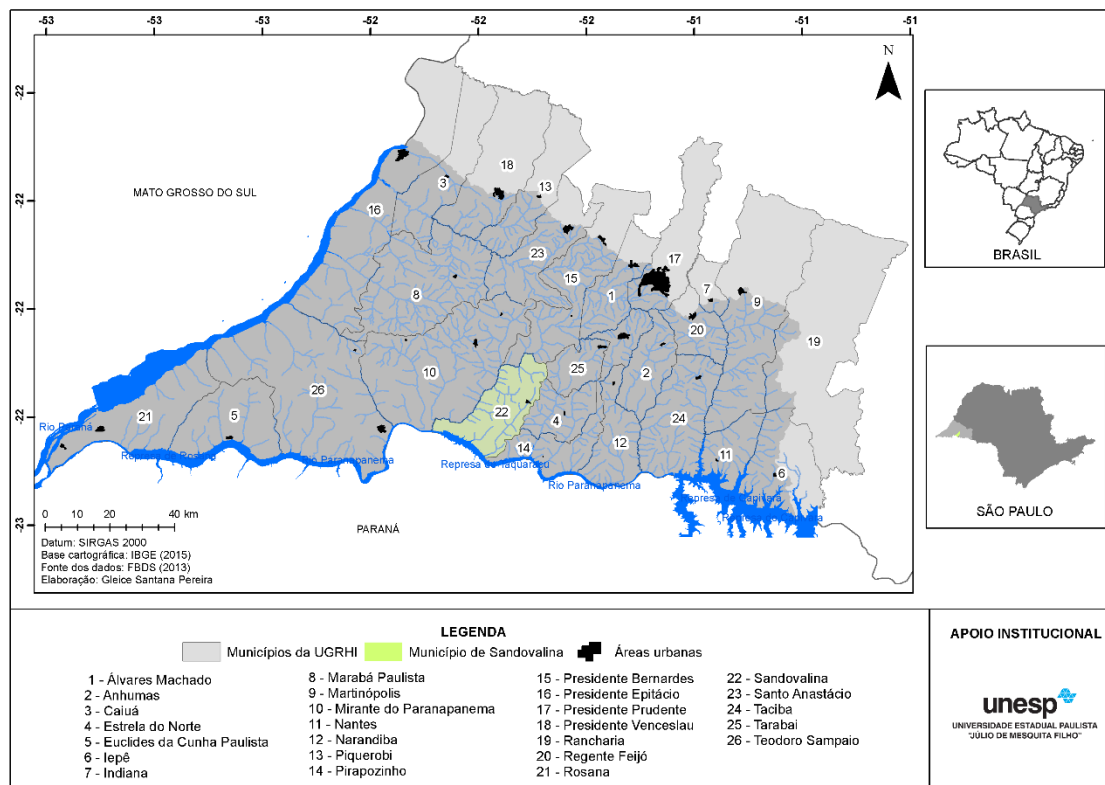 -53 -53 -53 -52 -52 -52 -51 -51 -51
-22
-22
-22
-22
-23
N
MATO GROSSO DO SUL
PARANÁ
18
3
13
16
23
17
15
7
8
1
9
20
19
10
25
2
26
22
21
4
24
5
14
12
11
6
Rio Paraná
Rio Paranapanema
Rio Paranapanema
0 10 20 40 km
Datum: SIRGAS 2000
Base cartográfica: IBGE (2015)
Fonte dos dados: FBDS (2013)
Elaboração: Gleice Santana Pereira
BRASIL
SÃO PAULO
LEGENDA
Municípios da UGRHI Município de Sandovalina Áreas urbanas
1 - Álvares Machado
2 - Anhumas
3 - Caiuá
4 - Estrela do Norte
5 - Euclides da Cunha Paulista
6 - Iepê
7 - Indiana
8 - Marabá Paulista
9 - Martinópolis
10 - Mirante do Paranapanema
11 - Nantes
12 - Narandiba
13 - Piquerobi
14 - Pirapozinho
15 - Presidente Bernardes
16 - Presidente Epitácio
17 - Presidente Prudente
18 - Presidente Venceslau
19 - Rancharia
20 - Regente Feijó
21 - Rosana
22 - Sandovalina
23 - Santo Anastácio
24 - Taciba
25 - Tarabai
26 - Teodoro Sampaio
APOIO INSTITUCIONAL
unesp
UNIVERSIDADE ESTADUAL PAULISTA
"JÚLIO DE MESQUITA FILHO"